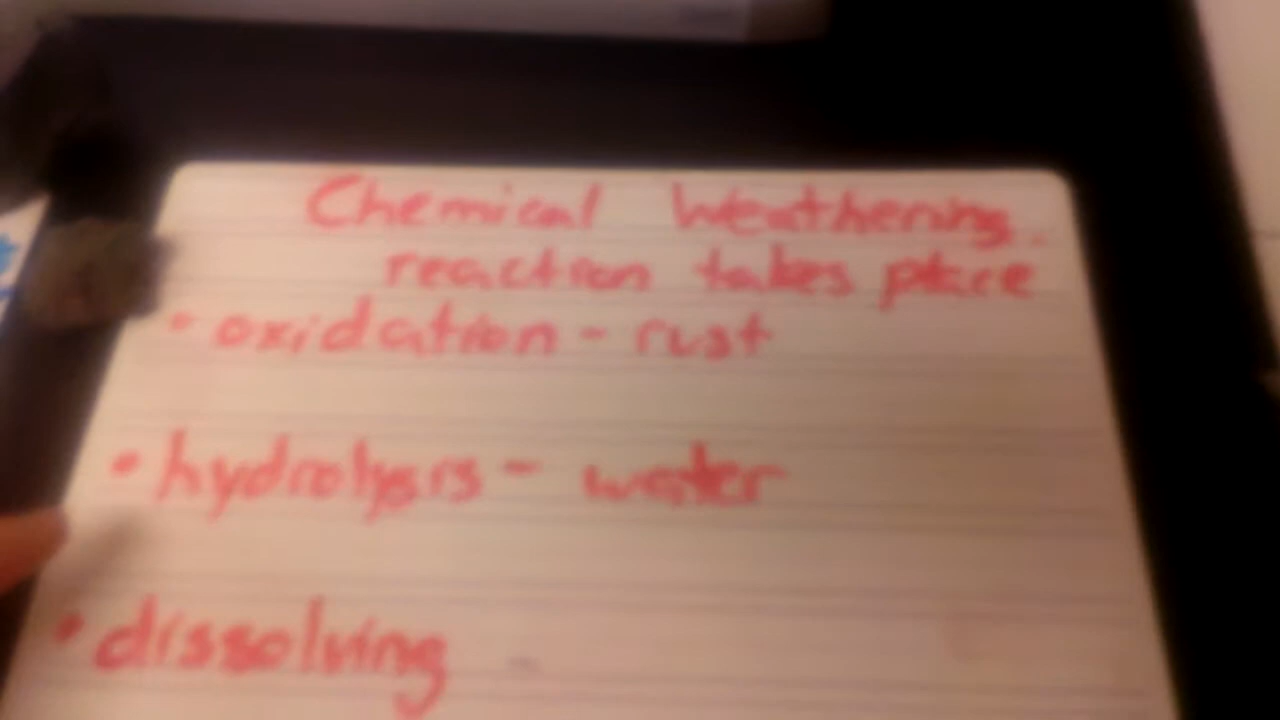 Chemical Weathering.
reaction takes place
• oxidation - rust
• hydrolysis - water
• dissolving -